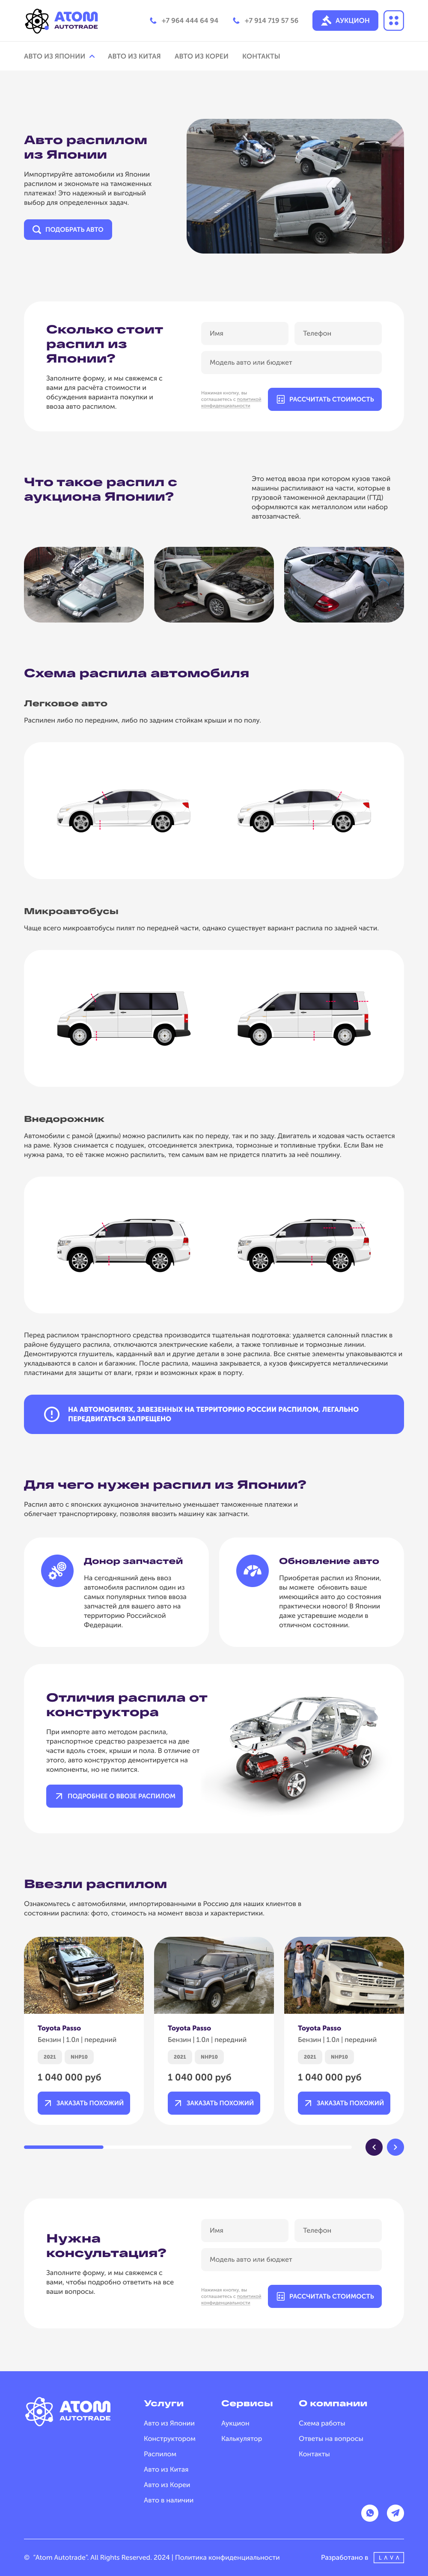 ATOM
AUTOTRADE
+7 964 444 64 94
+7 914 719 57 56
АУКЦИОН
АВТО ИЗ ЯПОНИИ
АВТО ИЗ КИТАЯ
АВТО ИЗ КОРЕИ
КОНТАКТЫ
Авто распилом
из Японии
Импортируйте автомобили из Японии
распилом и экономьте на таможенных
платежах! Это надежный и выгодный
выбор для определенных задач.
ПОДОБРАТЬ АВТО
Сколько стоит
распил из
Японии?
Заполните форму, и мы свяжемся с
вами для расчёта стоимости и
обсуждения варианта покупки и
ввоза авто распилом.
Имя
Телефон
Модель авто или бюджет
Нажимая кнопку, вы
соглашаетесь с политикой
конфиденциальности
РАССЧИТАТЬ СТОИМОСТЬ
Что такое распил с
аукциона Японии?
Это метод ввоза при котором кузов такой
машины распиливают на части, которые в
грузовой таможенной декларации (ГТД)
оформляются как металлолом или набор
автозапчастей.
Схема распила автомобиля
Легковое авто
Распилен либо по передним, либо по задним стойкам крыши и по полу.
Микроавтобусы
Чаще всего микроавтобусы пилят по передней части, однако существует вариант распила по задней части.
Внедорожник
Автомобили с рамой (джипы) можно распилить как по переду, так и по заду. Двигатель и ходовая часть остается
на раме. Кузов снимается с подушек, отсоединяется электрика, тормозные и топливные трубки. Если Вам не
нужна рама, то её также можно распилить, тем самым вам не придется платить за неё пошлину.
Перед распилом транспортного средства производится тщательная подготовка: удаляется салонный пластик в
районе будущего распила, отключаются электрические кабели, а также топливные и тормозные линии.
Демонтируются глушитель, карданный вал и другие детали в зоне распила. Все снятые элементы упаковываются и
укладываются в салон и багажник. После распила, машина закрывается, а кузов фиксируется металлическими
пластинами для защиты от влаги, грязи и возможных краж в порту.
НА АВТОМОБИЛЯХ, ЗАВЕЗЕННЫХ НА ТЕРРИТОРИЮ РОССИИ РАСПИЛОМ, ЛЕГАЛЬНО
ПЕРЕДВИГАТЬСЯ ЗАПРЕЩЕНО
Для чего нужен распил из Японии?
Распил авто с японских аукционов значительно уменьшает таможенные платежи и
облегчает транспортировку, позволяя ввозить машину как запчасти.
Донор запчастей
На сегодняшний день ввоз
автомобиля распилом один из
самых популярных типов ввоза
запчастей для вашего авто на
территорию Российской
Федерации.
Обновление авто
Приобретая распил из Японии,
вы можете обновить ваше
имеющийся авто до состояния
практически нового! В Японии
даже устаревшие модели в
отличном состоянии.
Отличия распила от
конструктора
При импорте авто методом распила,
транспортное средство разрезается на две
части вдоль стоек, крыши и пола. В отличие от
этого, авто конструктор демонтируется на
компоненты, но не пилится.
ПОДРОБНЕЕ О ВВОЗЕ РАСПИЛОМ
Ввезли распилом
Ознакомьтесь с автомобилями, импортированными в Россию для наших клиентов в
состоянии распила: фото, стоимость на момент ввоза и характеристики.
Toyota Passo
Бензин | 1.0л | передний
2021
NHP10
1 040 000 руб
ЗАКАЗАТЬ ПОХОЖИЙ
Toyota Passo
Бензин | 1.0л | передний
2021
NHP10
1 040 000 руб
ЗАКАЗАТЬ ПОХОЖИЙ
Toyota Passo
Бензин | 1.0л | передний
2021
NHP10
1 040 000 руб
ЗАКАЗАТЬ ПОХОЖИЙ
Нужна
консультация?
Заполните форму, и мы свяжемся с
вами, чтобы подробно ответить на все
ваши вопросы.
Имя
Телефон
Модель авто или бюджет
Нажимая кнопку, вы
соглашаетесь с политикой
конфиденциальности
РАССЧИТАТЬ СТОИМОСТЬ
ATOM
AUTOTRADE
Услуги
Авто из Японии
Конструктором
Распилом
Авто из Китая
Авто из Кореи
Авто в наличии
Сервисы
Аукцион
Калькулятор
О компании
Схема работы
Ответы на вопросы
Контакты
© "Atom Autotrade". All Rights Reserved. 2024 | Политика конфиденциальности
Разработано в
LAVA